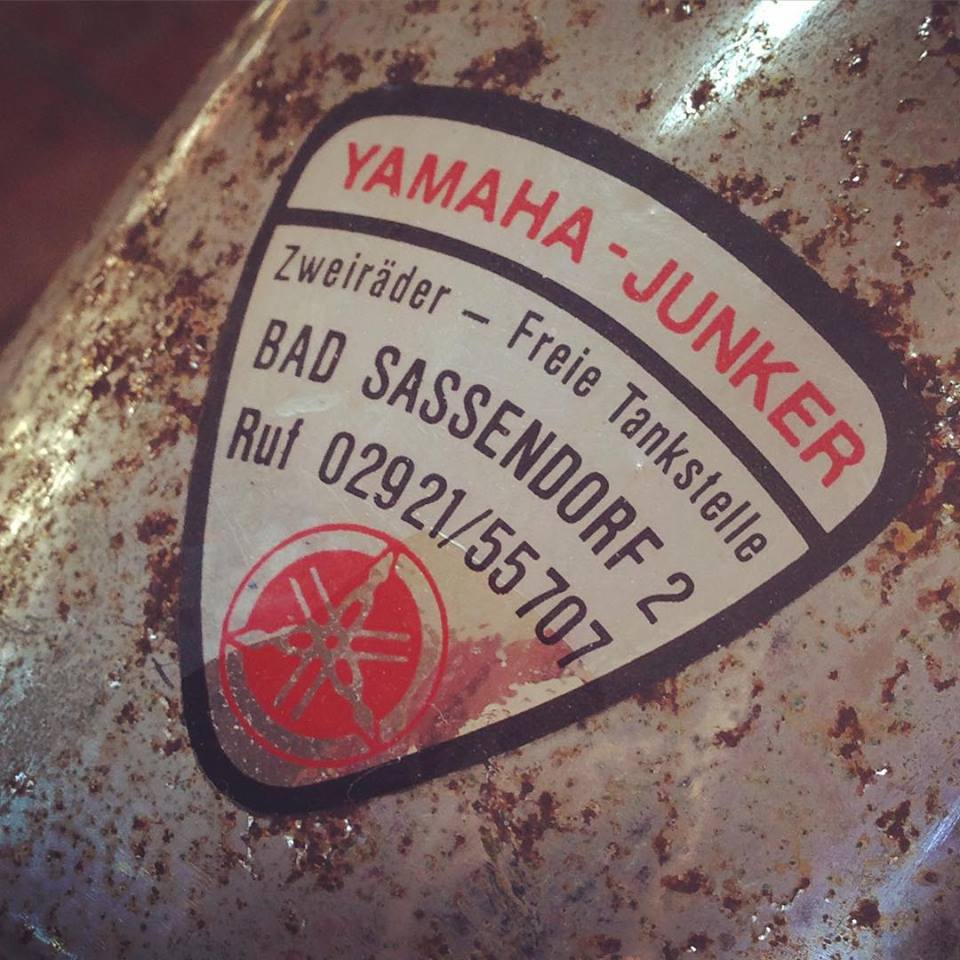 YAMAHA-JUNKER
Zweiräder – Freie Tankstelle
BAD SASSENDORF 2
Ruf 02921/55707